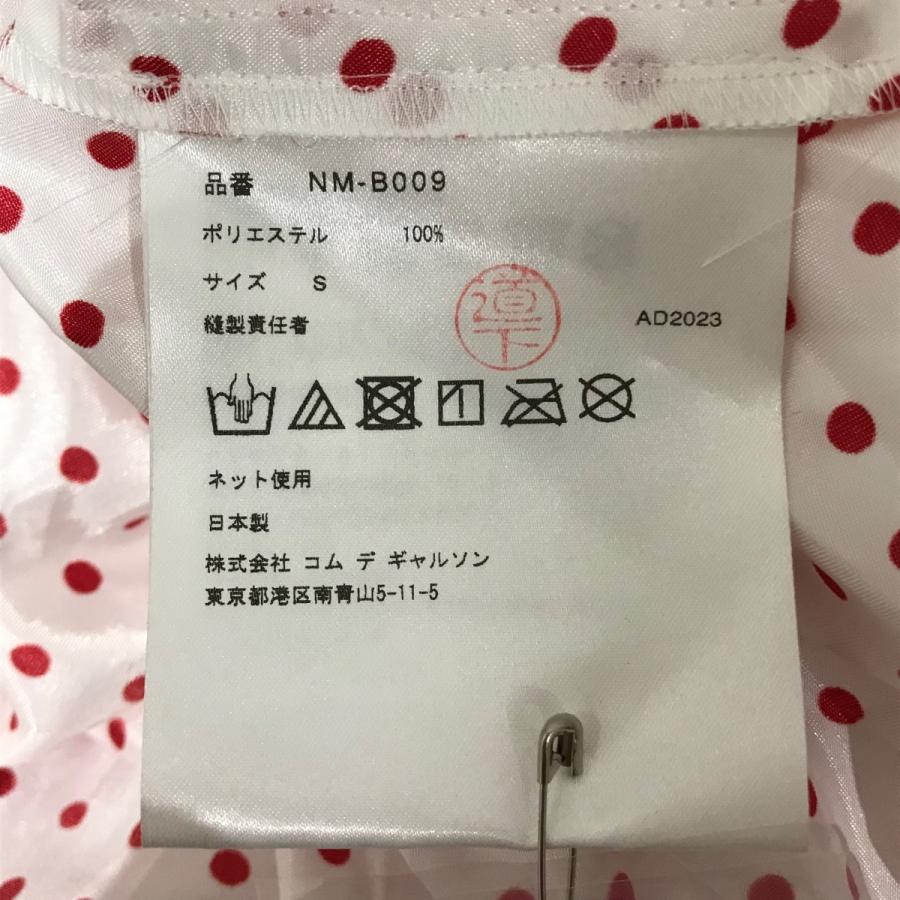 品番 NM-B009
ポリエステル 100%
サイズ S
縫製責任者 道下 AD2023
ネット使用
日本製
株式会社 コム デ ギャルソン
東京都港区南青山5-11-5